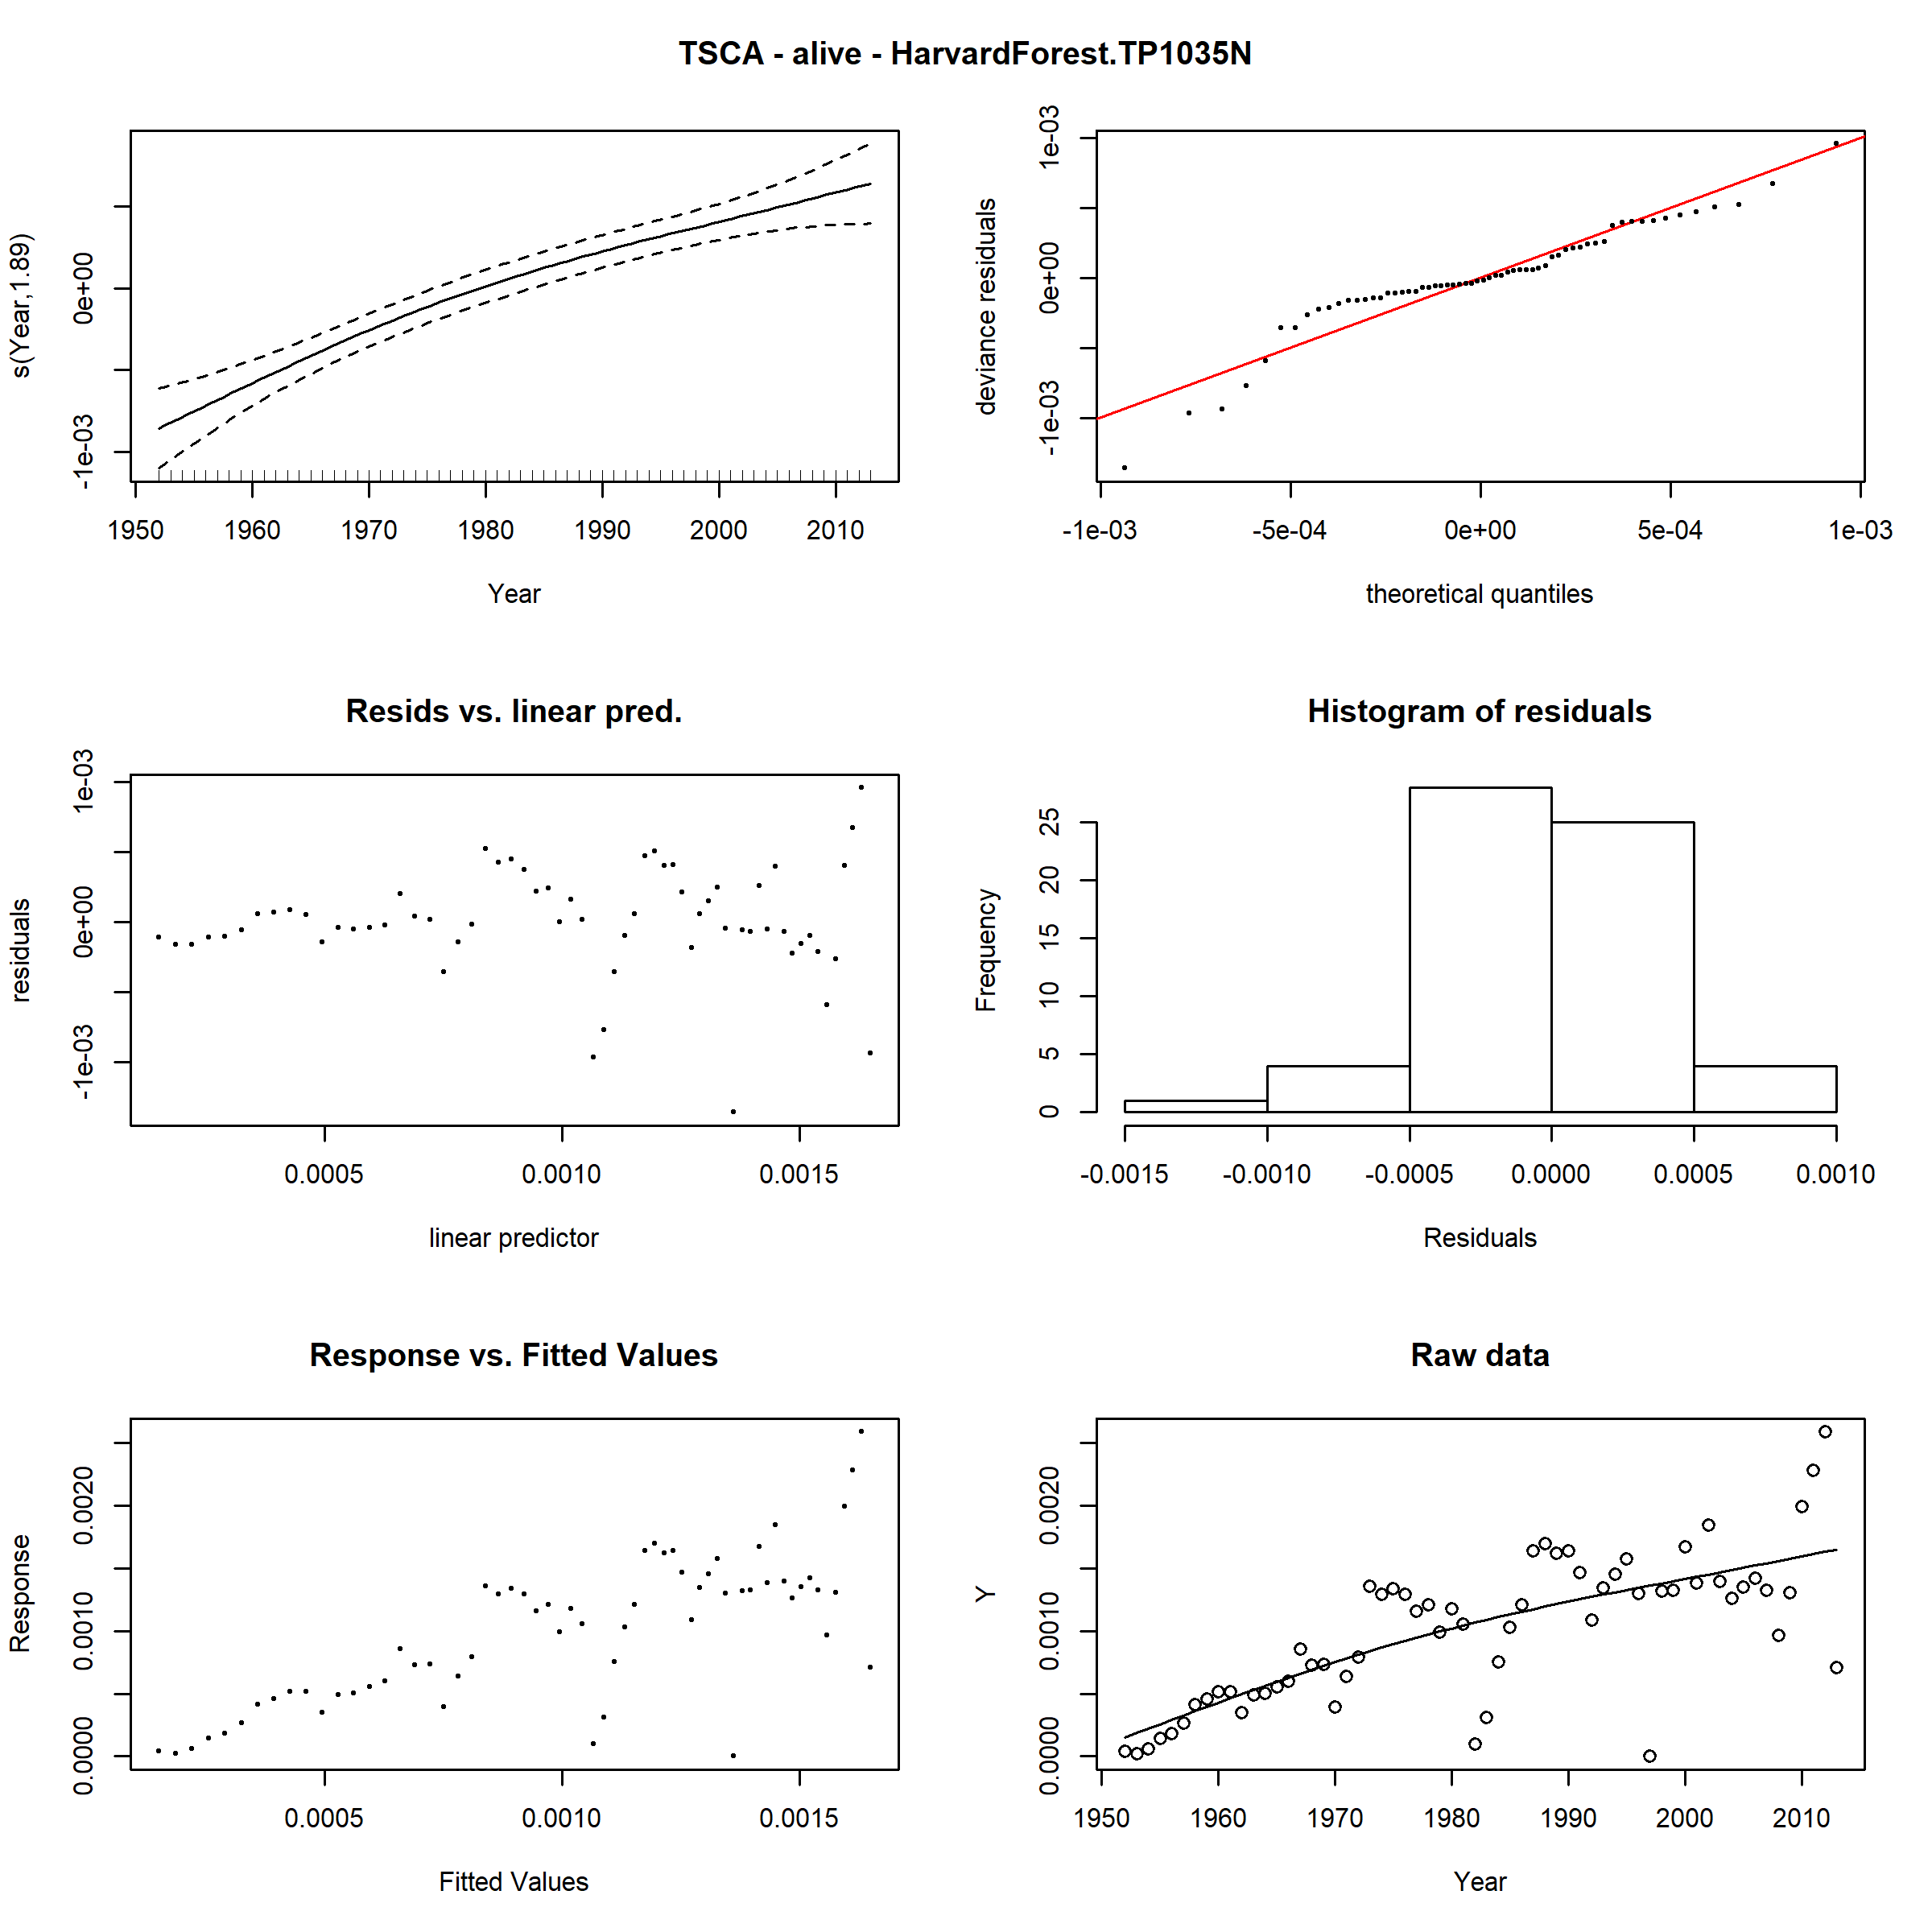 TSCA - alive - HarvardForest.TP1035N
s(Year,1.89)
-1e-03
0e+00
1950 1960 1970 1980 1990 2000 2010
Year
deviance residuals
-1e-03
0e+00
1e-03
-1e-03 -5e-04 0e+00 5e-04 1e-03
theoretical quantiles
Resids vs. linear pred.
residuals
-1e-03
0e+00
1e-03
0.0005 0.0010 0.0015
linear predictor
Histogram of residuals
Frequency
0
5
10
15
20
25
-0.0015 -0.0010 -0.0005 0.0000 0.0005 0.0010
Residuals
Response vs. Fitted Values
Response
0.0000
0.0010
0.0020
0.0005 0.0010 0.0015
Fitted Values
Raw data
Y
0.0000
0.0010
0.0020
1950 1960 1970 1980 1990 2000 2010
Year